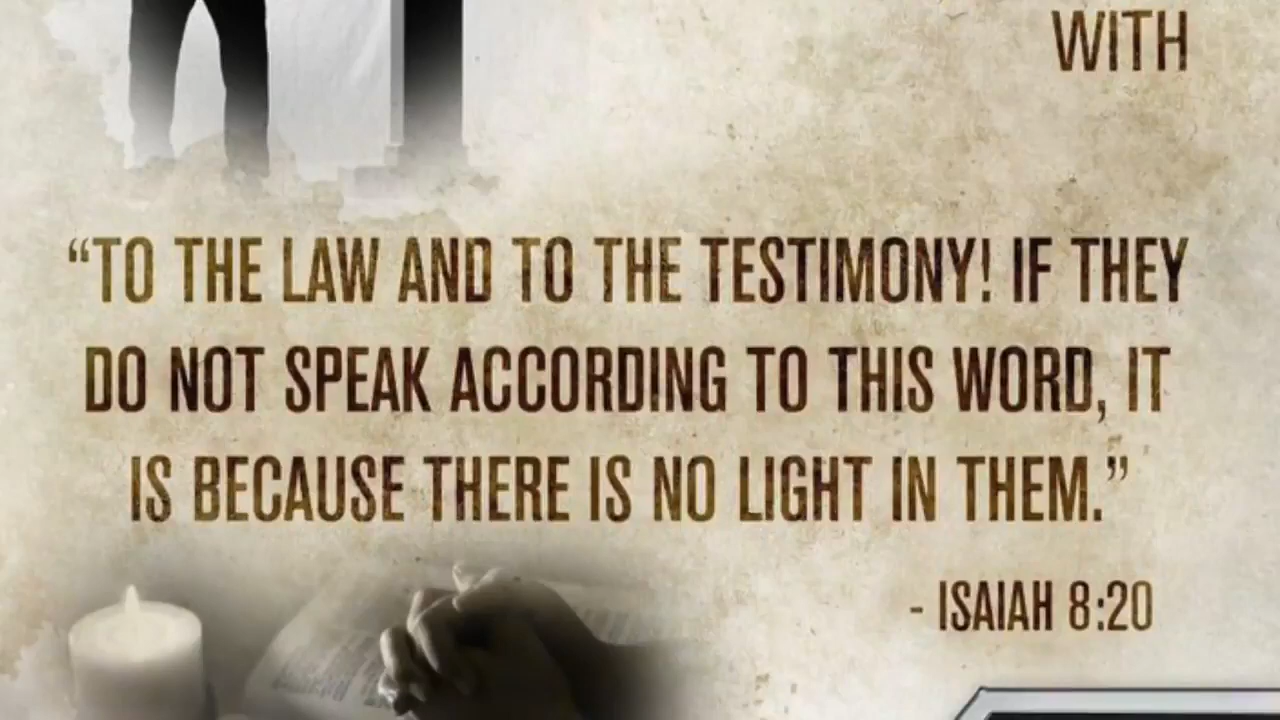 WITH
“TO THE LAW AND TO THE TESTIMONY! IF THEY
DO NOT SPEAK ACCORDING TO THIS WORD, IT
IS BECAUSE THERE IS NO LIGHT IN THEM.”
- ISAIAH 8:20